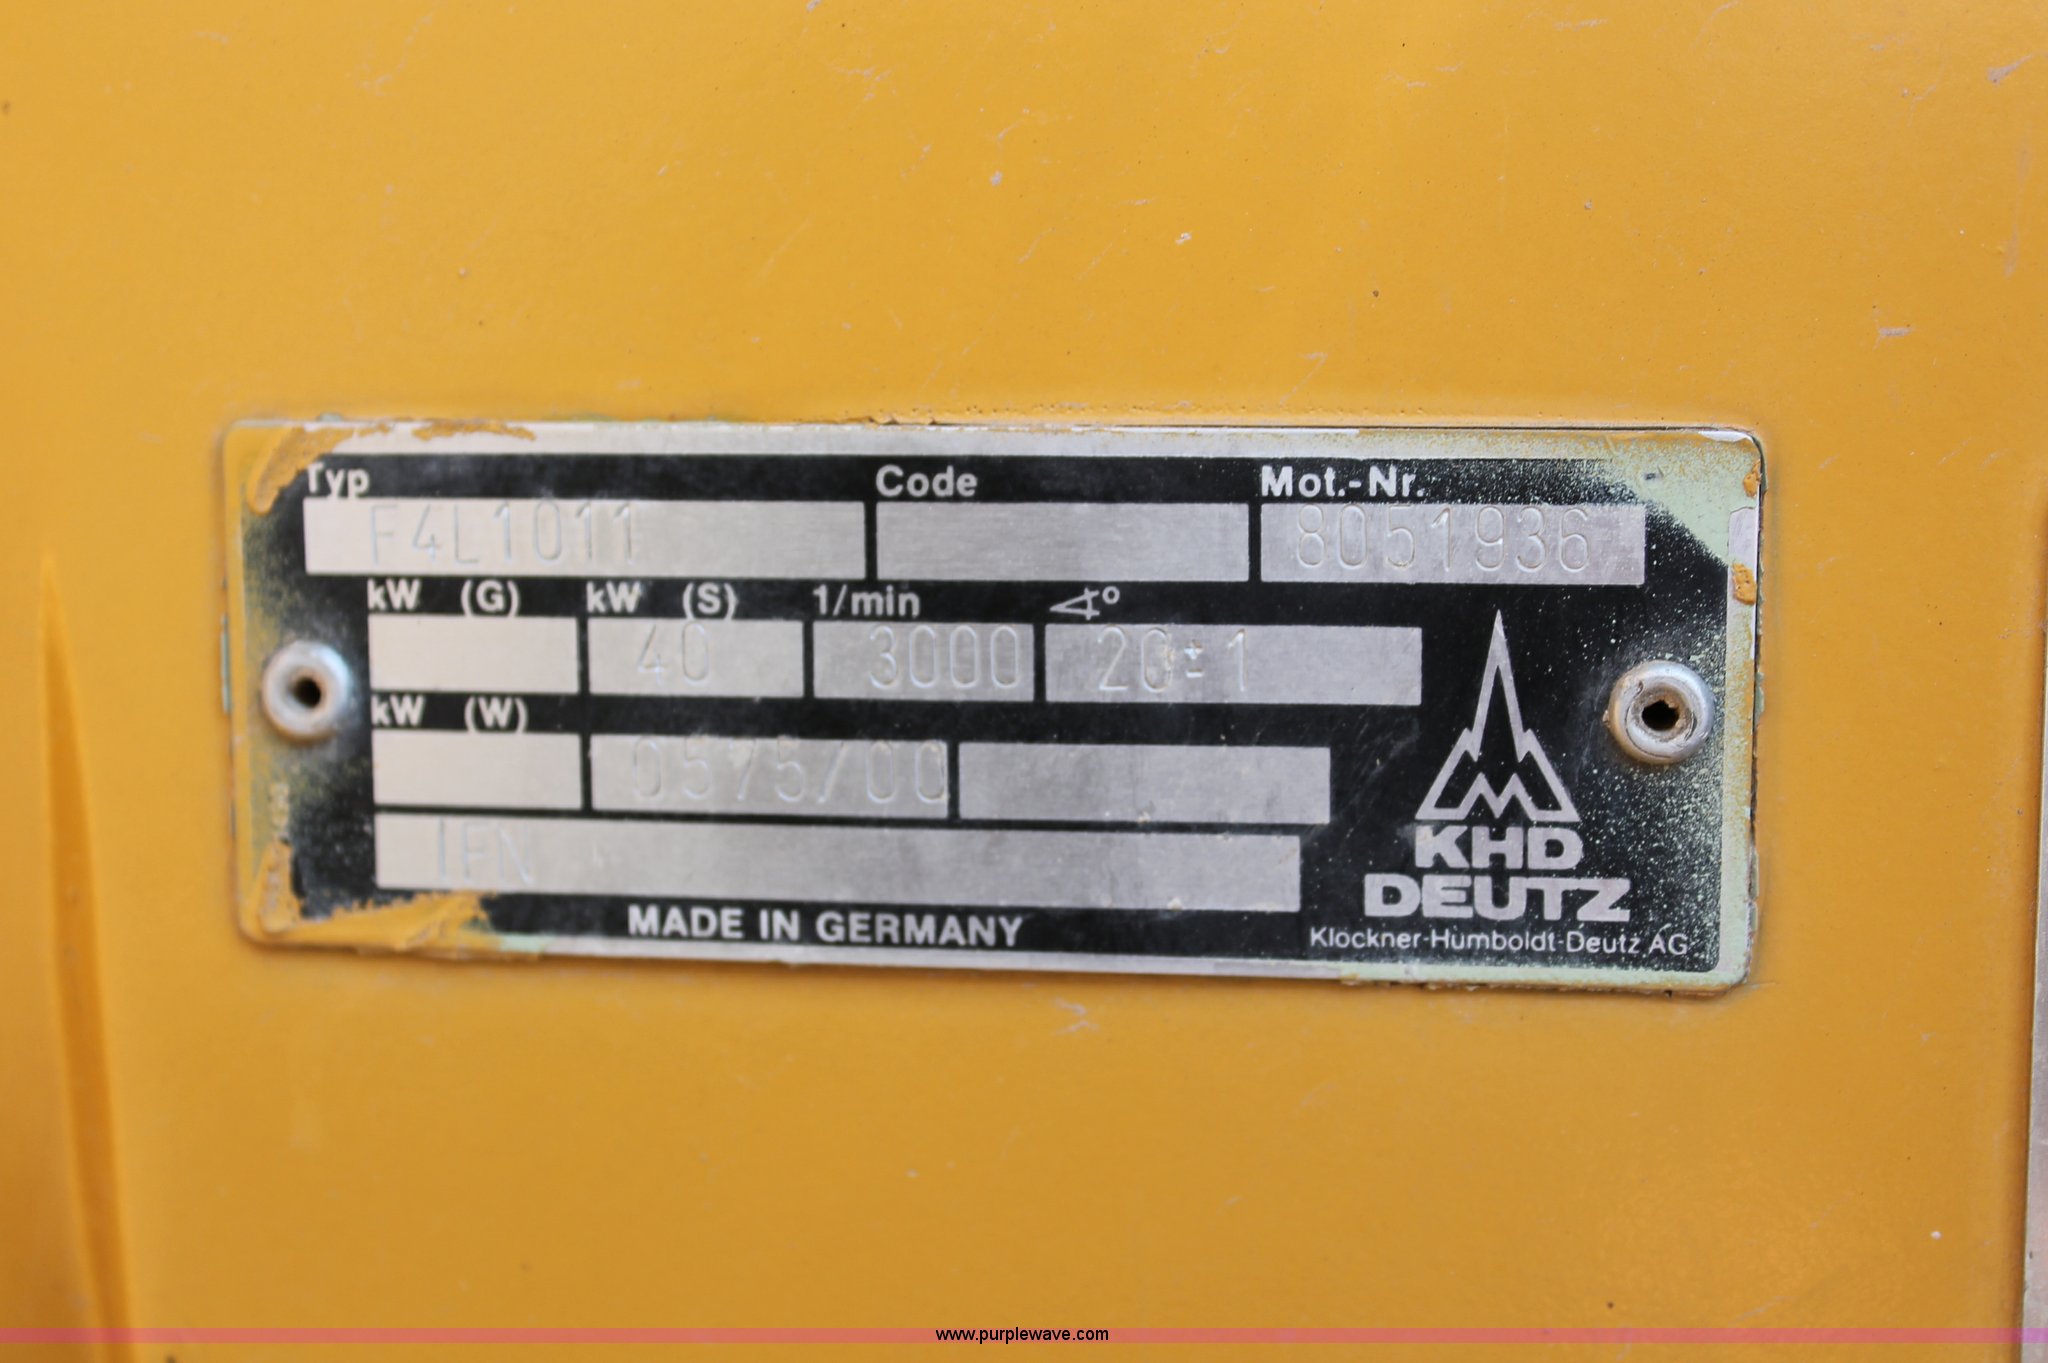 Typ Code Mot.-Nr.
F4L1011 8051936
kW (G) kW (S) 1/min ∢°
40 3000 20±1
kW (W)
0575/00
IFN
MADE IN GERMANY
KHD
DEUTZ
Klöckner-Humboldt-Deutz AG
www.purplewave.com